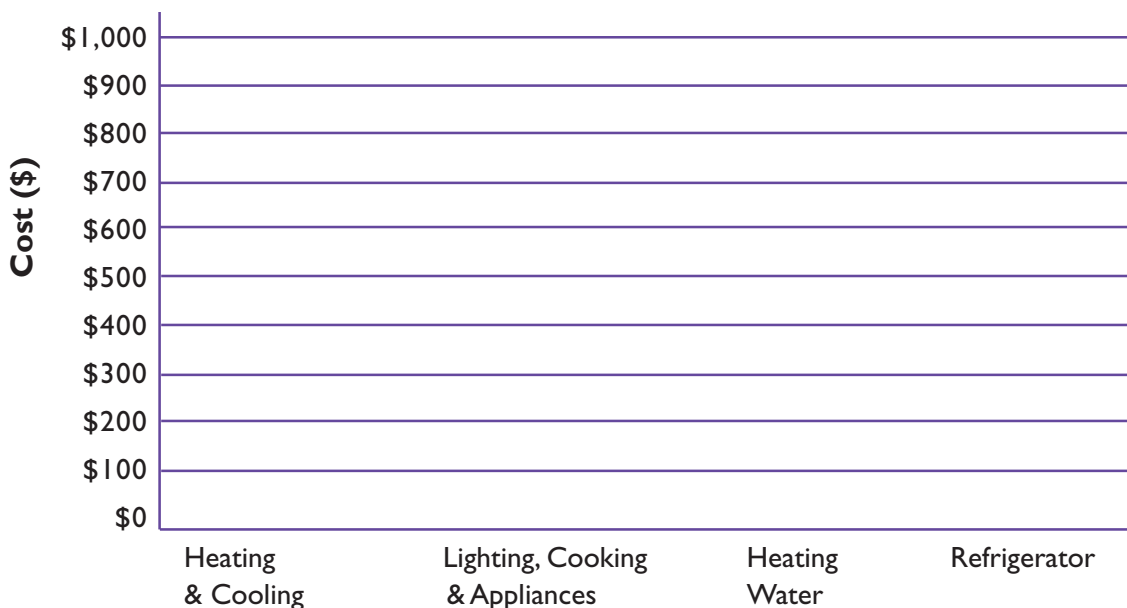 Cost ($)
$1,000
$900
$800
$700
$600
$500
$400
$300
$200
$100
$0
Heating
& Cooling
Lighting, Cooking
& Appliances
Heating
Water
Refrigerator